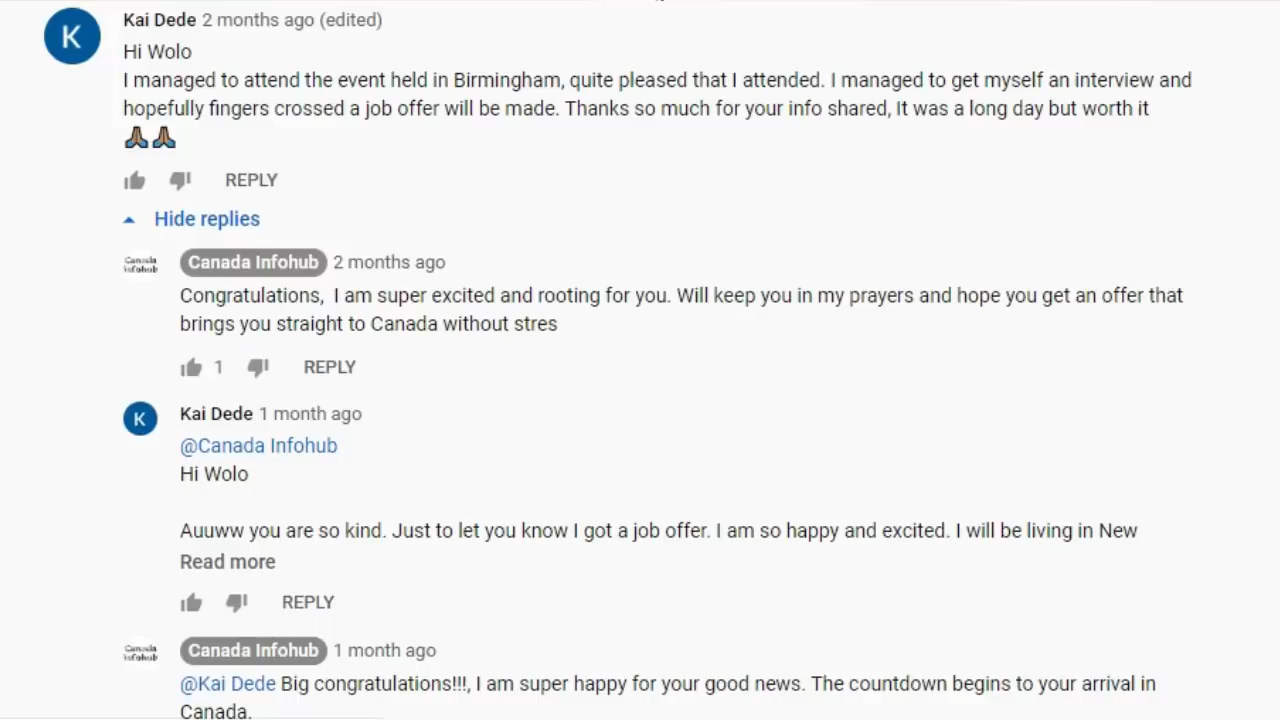 K
Kai Dede 2 months ago (edited)
Hi Wolo
I managed to attend the event held in Birmingham, quite pleased that I attended. I managed to get myself an interview and
hopefully fingers crossed a job offer will be made. Thanks so much for your info shared, It was a long day but worth it
🙏🏽🙏🏽
REPLY
Hide replies
Canada
Infohub
Canada Infohub 2 months ago
Congratulations, I am super excited and rooting for you. Will keep you in my prayers and hope you get an offer that
brings you straight to Canada without stres
1 REPLY
K
Kai Dede 1 month ago
@Canada Infohub
Hi Wolo
Auuww you are so kind. Just to let you know I got a job offer. I am so happy and excited. I will be living in New
Read more
REPLY
Canada
Infohub
Canada Infohub 1 month ago
@Kai Dede Big congratulations!!!, I am super happy for your good news. The countdown begins to your arrival in
Canada.